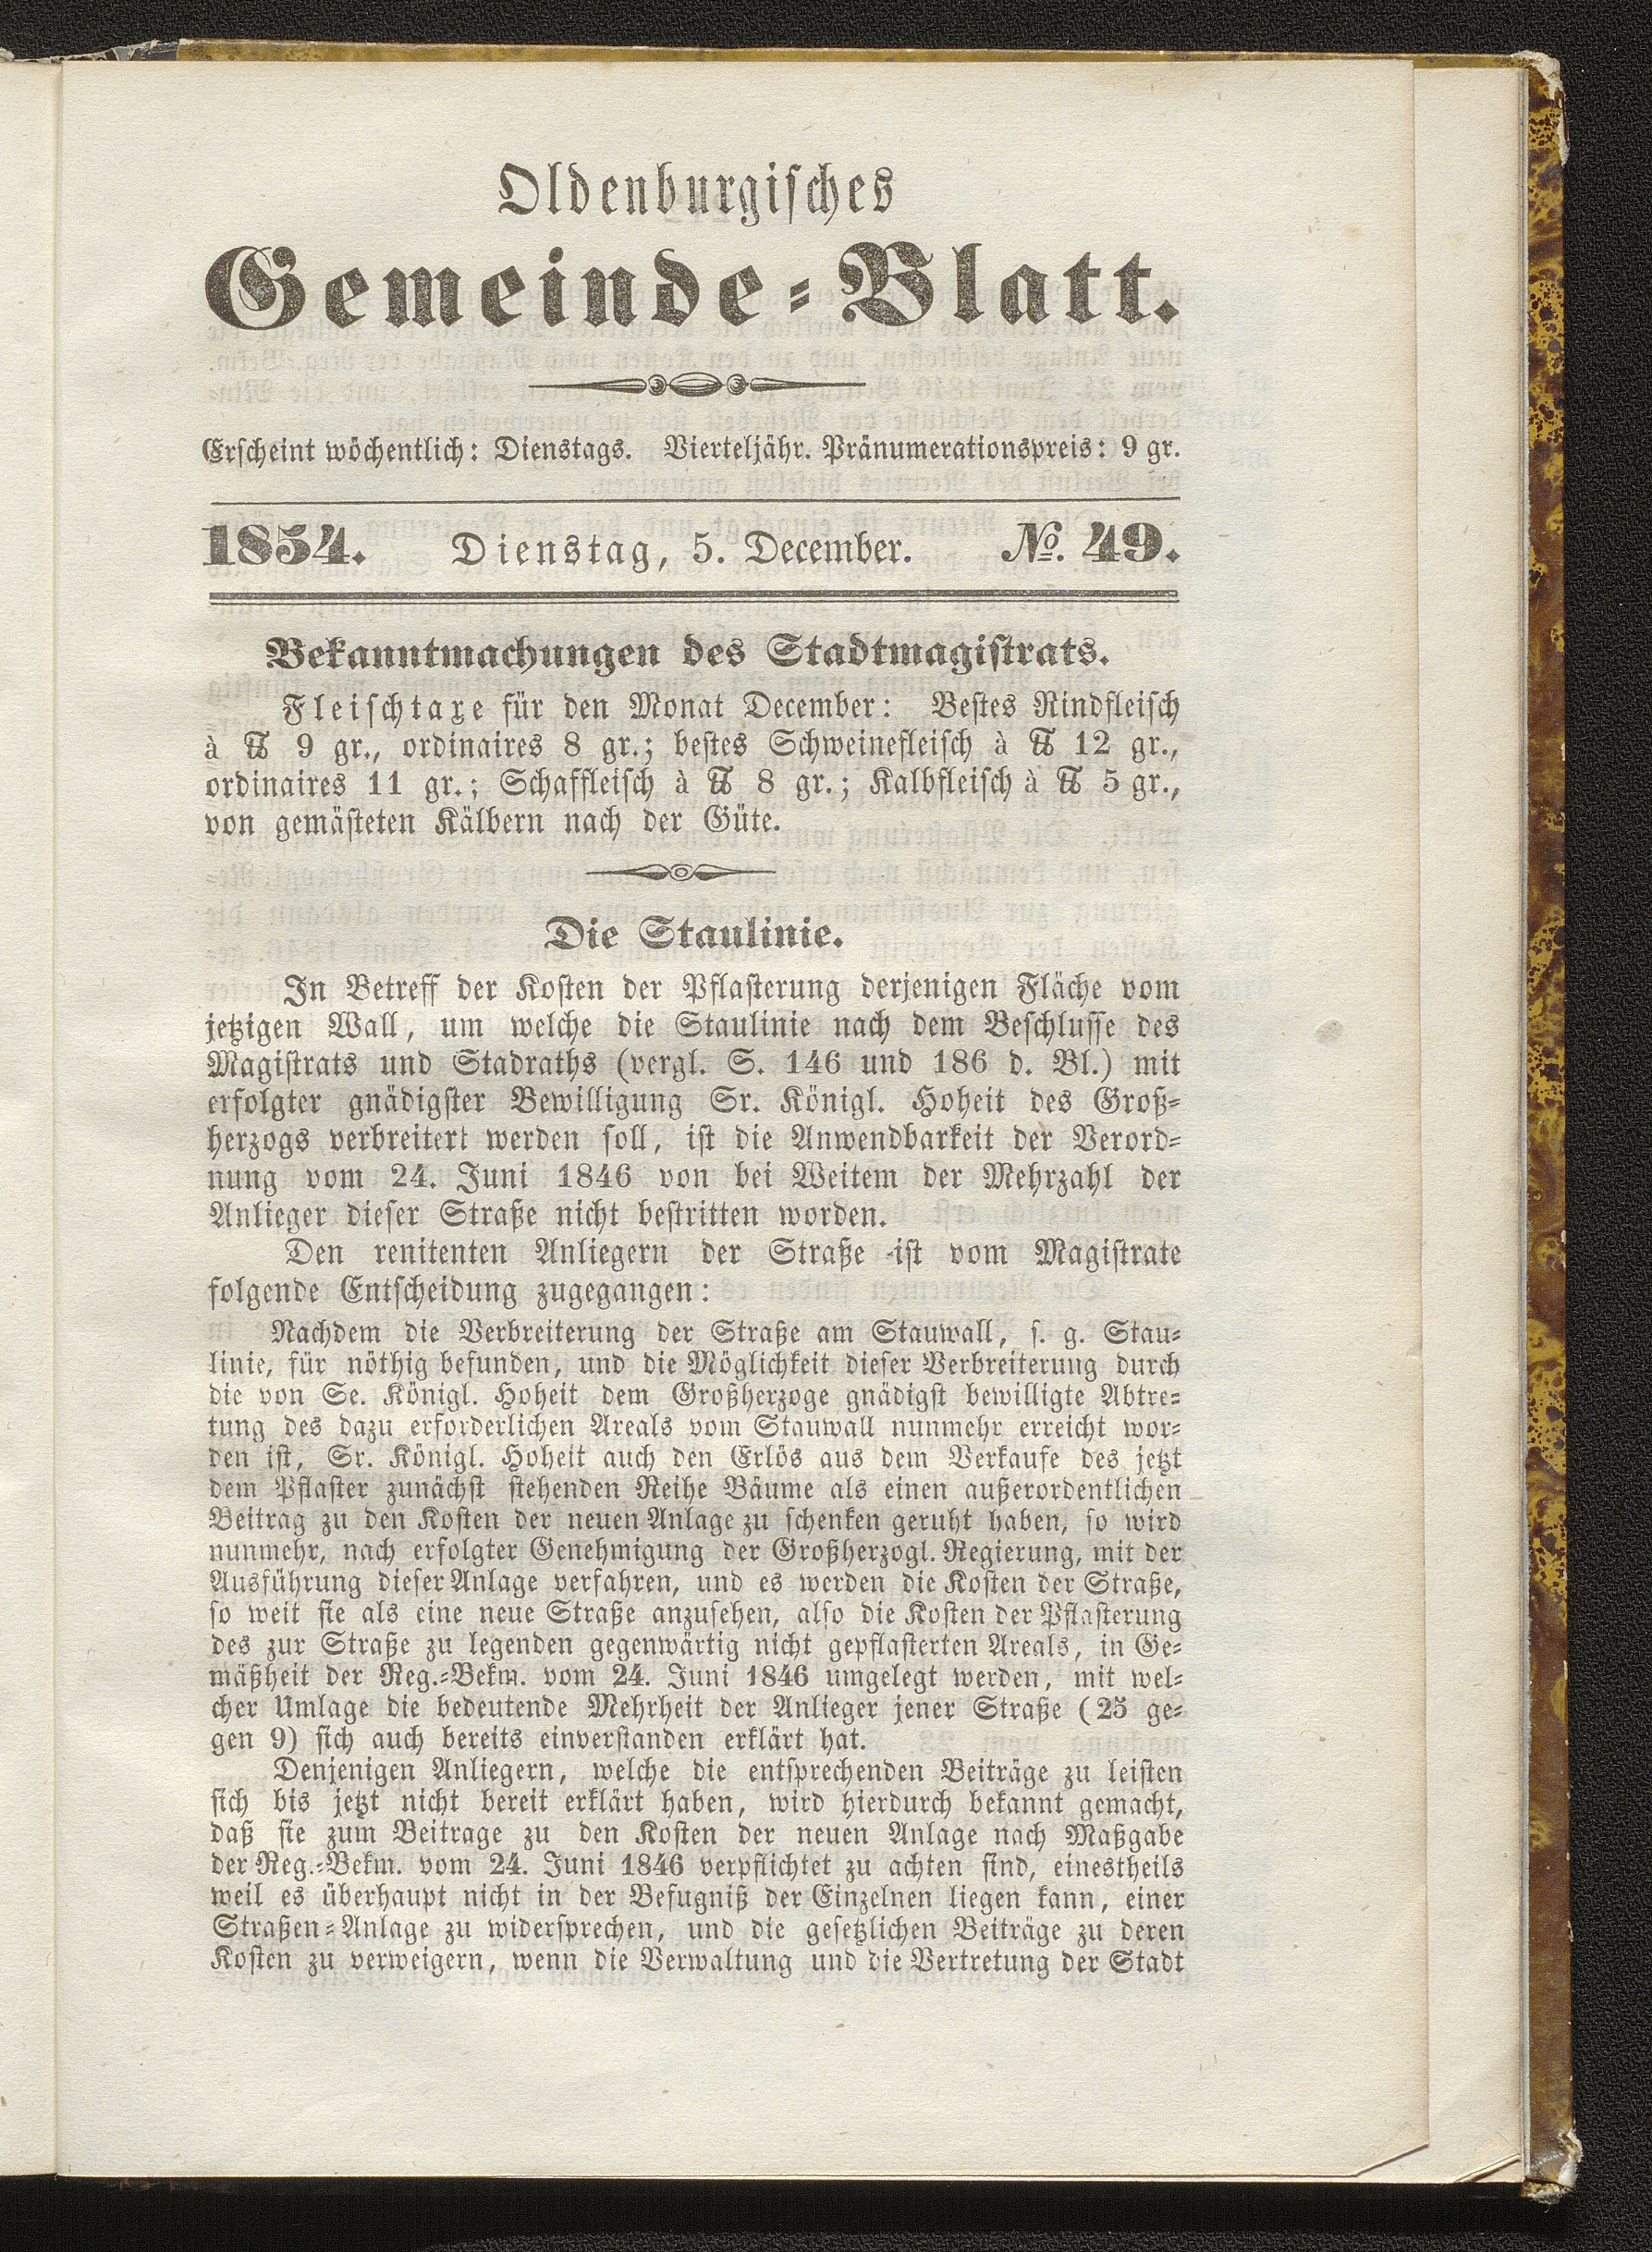 Oldenburgisches
Gemeinde-Blatt.
Erscheint wöchentlich: Dienstags. Vierteljähr. Pränumerationspreis: 9 gr.
1854. Dienstag, 5. December. No. 49.
Bekanntmachungen des Stadtmagistrats.
Fleischtaxe für den Monat December: Bestes Rindfleisch
à ℔ 9 gr., ordinaires 8 gr.; bestes Schweinefleisch à ℔ 12 gr.,
ordinaires 11 gr.; Schaffleisch à ℔ 8 gr.; Kalbfleisch à ℔ 5 gr.,
von gemästeten Kälbern nach der Güte.
Die Staulinie.
In Betreff der Kosten der Pflasterung derjenigen Fläche vom
jetzigen Wall, um welche die Staulinie nach dem Beschlusse des
Magistrats und Stadraths (vergl. S. 146 und 186 d. Bl.) mit
erfolgter gnädigster Bewilligung Sr. Königl. Hoheit des Groß-
herzogs verbreitert werden soll, ist die Anwendbarkeit der Verord-
nung vom 24. Juni 1846 von bei Weitem der Mehrzahl der
Anlieger dieser Straße nicht bestritten worden.
Den renitenten Anliegern der Straße ist vom Magistrate
folgende Entscheidung zugegangen:
Nachdem die Verbreiterung der Straße am Stauwall, s. g. Stau-
linie, für nöthig befunden, und die Möglichkeit dieser Verbreiterung durch
die von Se. Königl. Hoheit dem Großherzoge gnädigst bewilligte Abtre-
tung des dazu erforderlichen Areals vom Stauwall nunmehr erreicht wor-
den ist, Sr. Königl. Hoheit auch den Erlös aus dem Verkaufe des jetzt
dem Pflaster zunächst stehenden Reihe Bäume als einen außerordentlichen
Beitrag zu den Kosten der neuen Anlage zu schenken geruht haben, so wird
nunmehr, nach erfolgter Genehmigung der Großherzogl. Regierung, mit der
Ausführung dieser Anlage verfahren, und es werden die Kosten der Straße,
so weit sie als eine neue Straße anzusehen, also die Kosten der Pflasterung
des zur Straße zu legenden gegenwärtig nicht gepflasterten Areals, in Ge-
mäßheit der Reg.-Bekm. vom 24. Juni 1846 umgelegt werden, mit wel-
cher Umlage die bedeutende Mehrheit der Anlieger jener Straße (25 ge-
gen 9) sich auch bereits einverstanden erklärt hat.
Denjenigen Anliegern, welche die entsprechenden Beiträge zu leisten
sich bis jetzt nicht bereit erklärt haben, wird hierdurch bekannt gemacht,
daß sie zum Beitrage zu den Kosten der neuen Anlage nach Maßgabe
der Reg.-Bekm. vom 24. Juni 1846 verpflichtet zu achten sind, einestheils
weil es überhaupt nicht in der Befugniß der Einzelnen liegen kann, einer
Straßen-Anlage zu widersprechen, und die gesetzlichen Beiträge zu deren
Kosten zu verweigern, wenn die Verwaltung und die Vertretung der Stadt